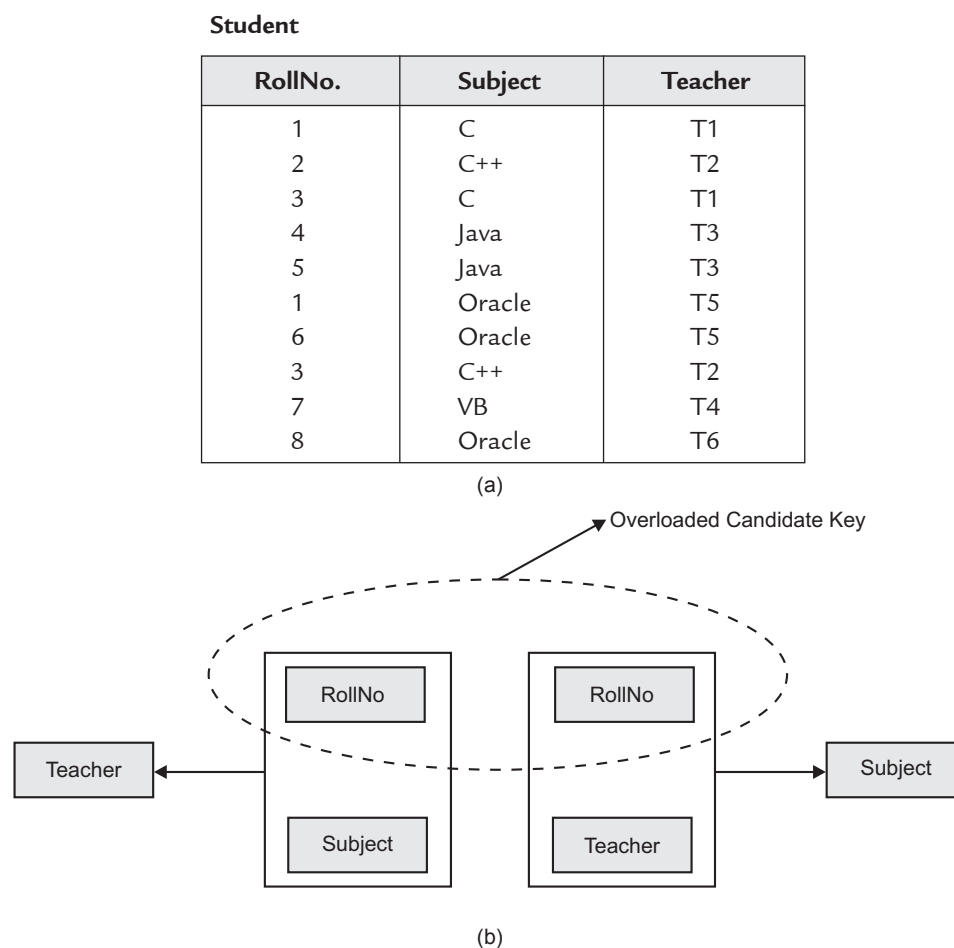 Student
RollNo. Subject Teacher
1 C T1
2 C++ T2
3 C T1
4 Java T3
5 Java T3
1 Oracle T5
6 Oracle T5
3 C++ T2
7 VB T4
8 Oracle T6
(a)
Overloaded Candidate Key
RollNo RollNo
Teacher Subject
Subject Teacher
(b)